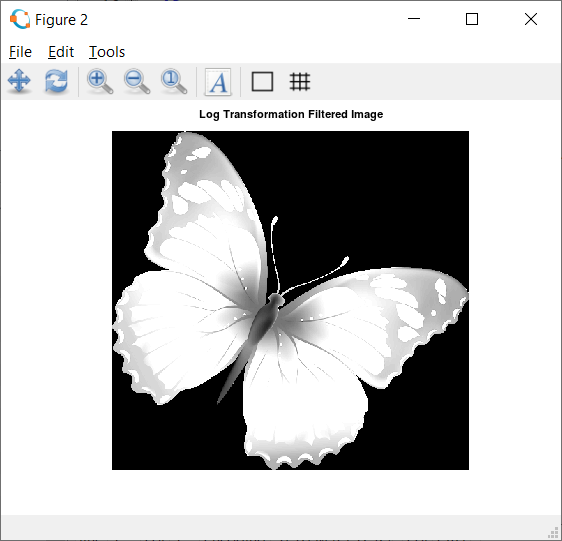 Figure 2
File Edit Tools
A
Log Transformation Filtered Image